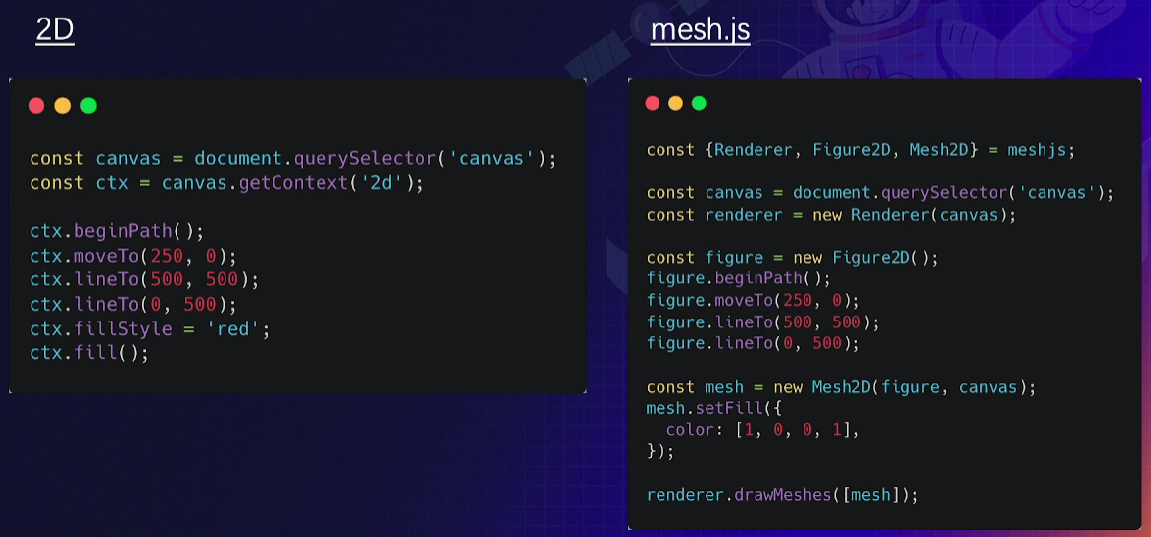 2D
const canvas = document.querySelector('canvas');
const ctx = canvas.getContext('2d');
ctx.beginPath();
ctx.moveTo(250, 0);
ctx.lineTo(500, 500);
ctx.lineTo(0, 500);
ctx.fillStyle = 'red';
ctx.fill();
mesh.js
const {Renderer, Figure2D, Mesh2D} = meshjs;
const canvas = document.querySelector('canvas');
const renderer = new Renderer(canvas);
const figure = new Figure2D();
figure.beginPath();
figure.moveTo(250, 0);
figure.lineTo(500, 500);
figure.lineTo(0, 500);
const mesh = new Mesh2D(figure, canvas);
mesh.setFill({
  color: [1, 0, 0, 1],
});
renderer.drawMeshes([mesh]);